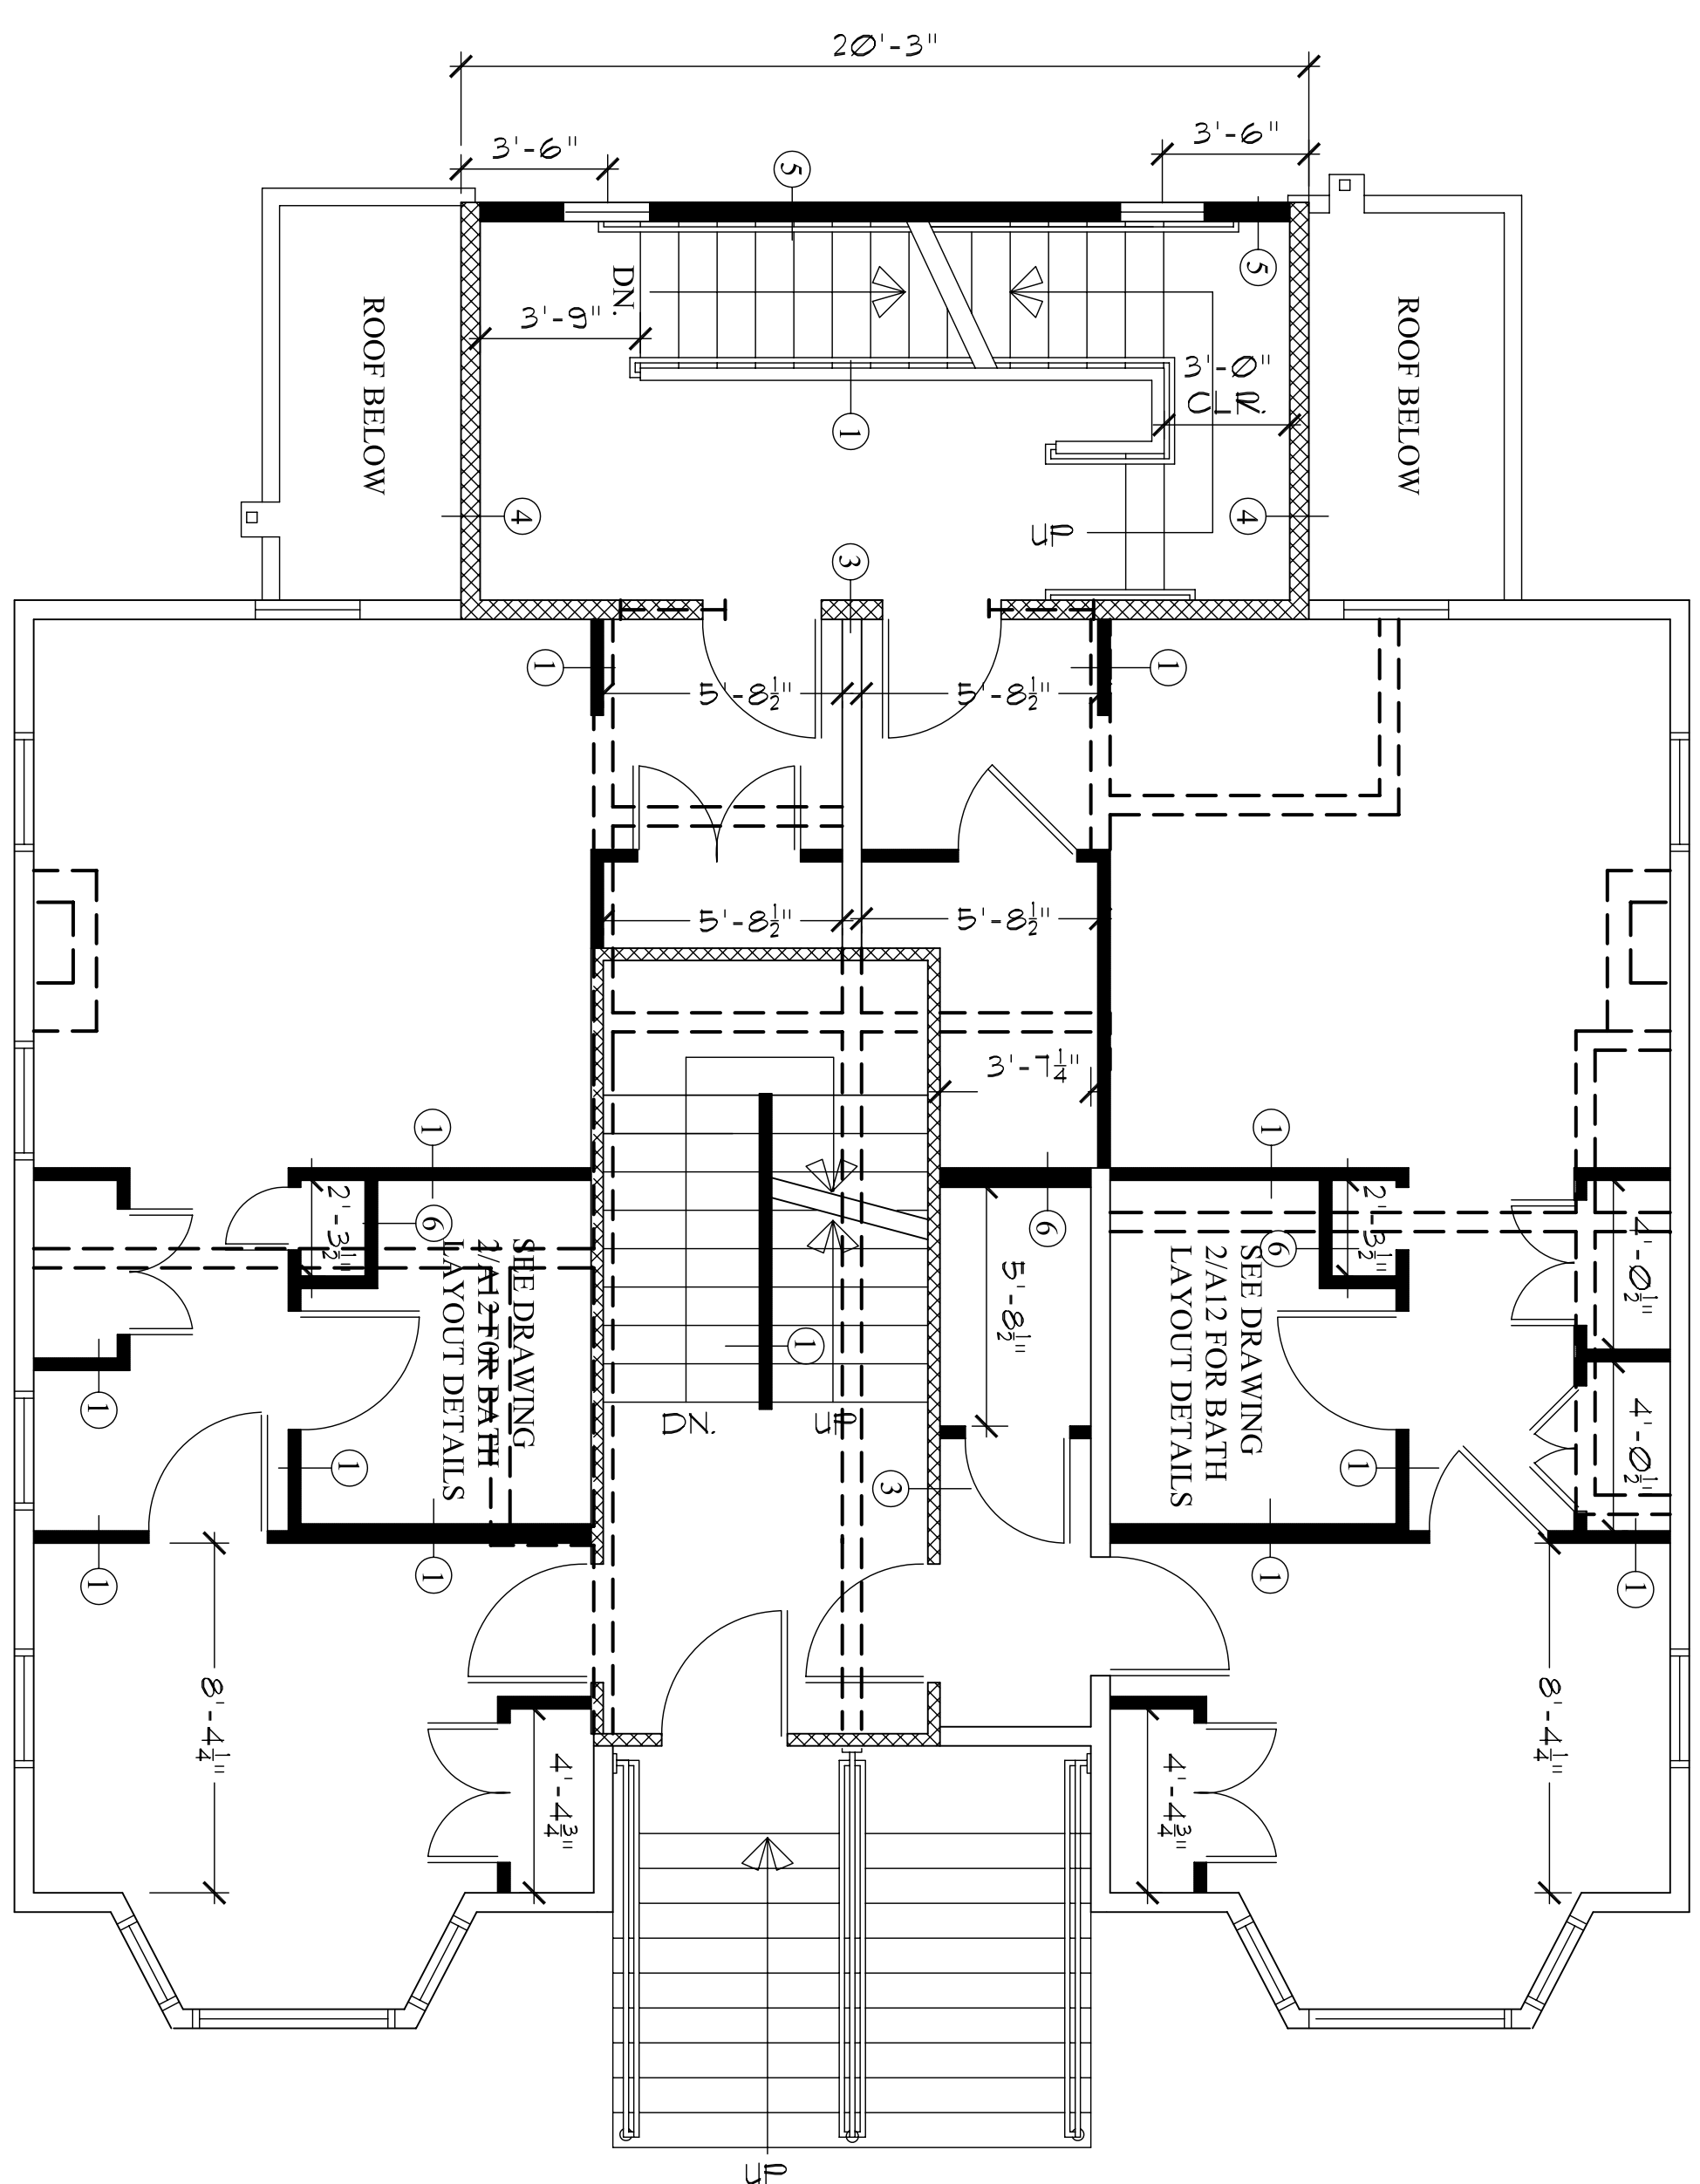 20'-3"
3'-6"
3'-6"
5
5
DN.
3'-9"
ROOF BELOW
ROOF BELOW
3'-0"
CLR.
1
4
4
UP
3
1
1
5'-8½"
5'-8½"
5'-8½"
5'-8½"
3'-7¼"
1
1
2'-3½"
6
6
2'-3½"
6
4'-0½"
SEE DRAWING
2/A12 FOR BATH
LAYOUT DETAILS
SEE DRAWING
2/A12 FOR BATH
LAYOUT DETAILS
5'-8½"
1
1
DN.
UP
4'-0½"
1
3
1
1
1
1
1
8'-4¼"
8'-4¼"
4'-4¾"
4'-4¾"
UP